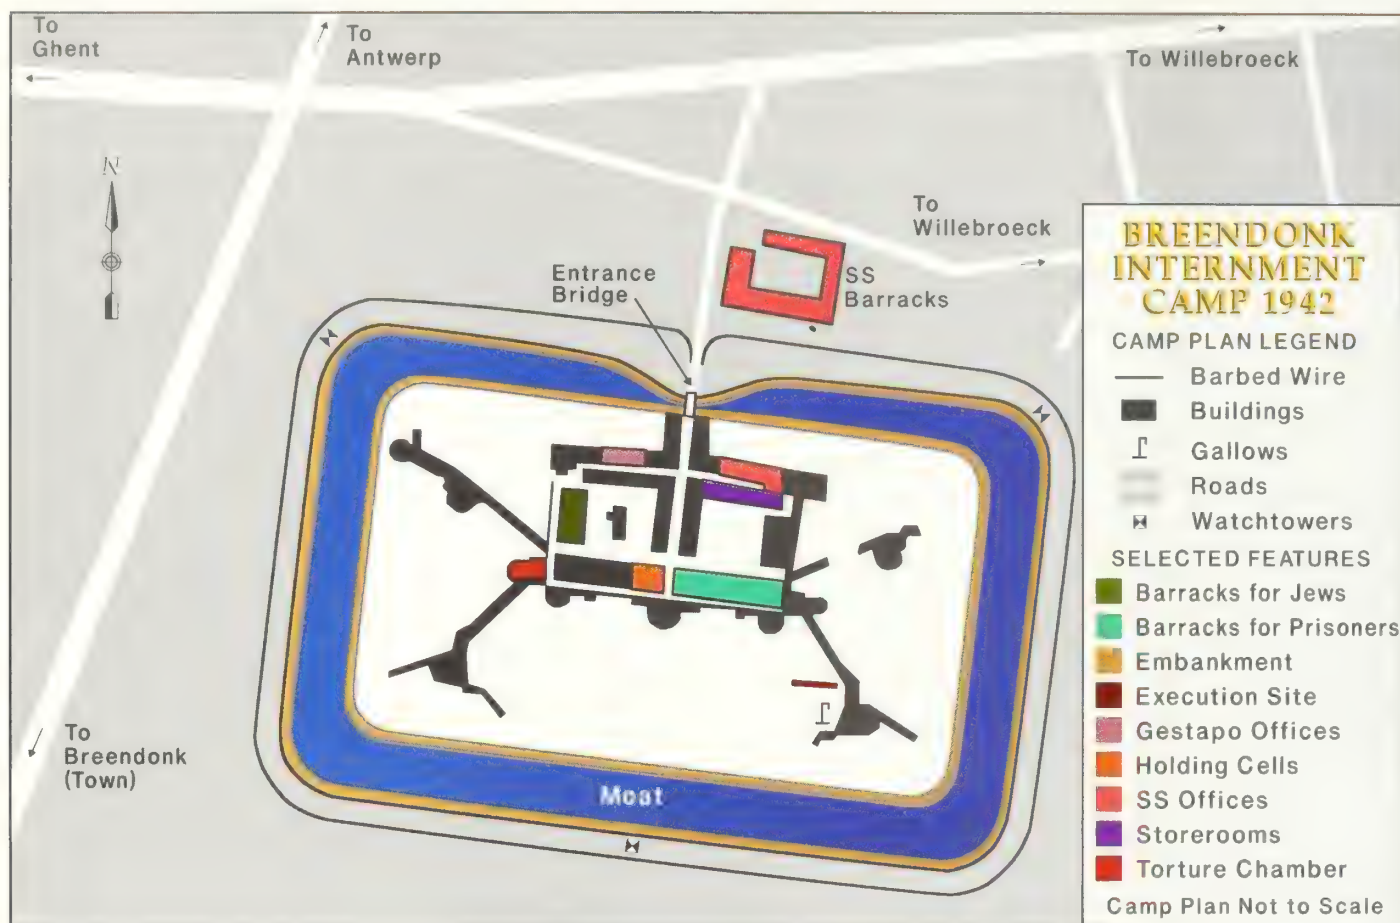 To
Ghent
To
Antwerp
To Willebroeck
N
To
Willebroeck
Entrance
Bridge
SS
Barracks
To
Breendonk
(Town)
Moat
BREENDONK
INTERNMENT
CAMP 1942
CAMP PLAN LEGEND
Barbed Wire
Buildings
Gallows
Roads
Watchtowers
SELECTED FEATURES
Barracks for Jews
Barracks for Prisoners
Embankment
Execution Site
Gestapo Offices
Holding Cells
SS Offices
Storerooms
Torture Chamber
Camp Plan Not to Scale